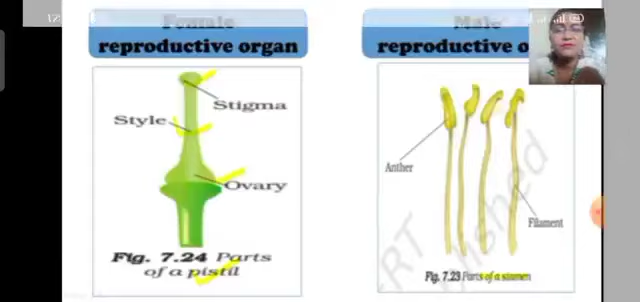 Female
reproductive organ
Male
reproductive o
Stigma
Style
Ovary
Fig. 7.24 Parts
of a pistil
Anther
Filament
Fig. 7.23 Parts of a stamen